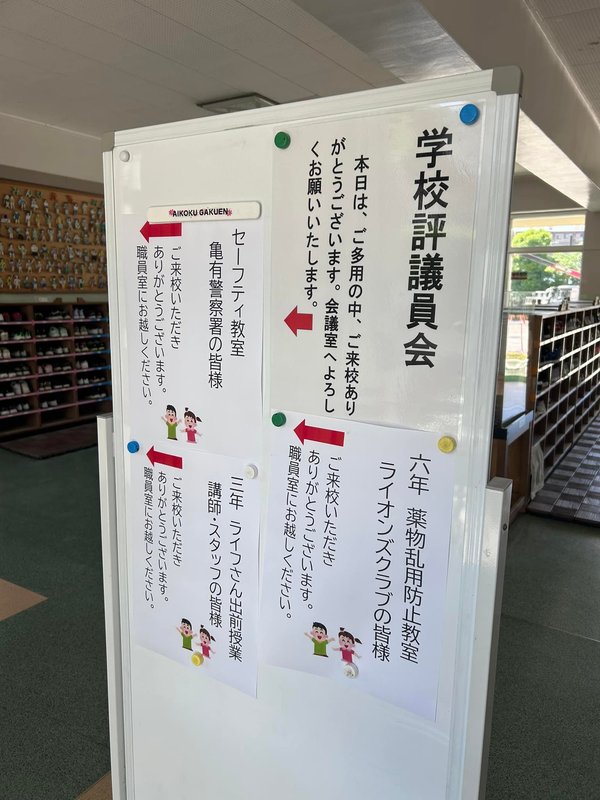 学校評議員会
本日は、ご多用の中、ご来校あり
がとうございます。会議室へよろし
くお願いいたします。
AIKOKU GAKUEN
セーフティ教室
亀有警察署の皆様
ご来校いただき
ありがとうございます。
職員室にお越しください。
六年 薬物乱用防止教室
ライオンズクラブの皆様
ご来校いただき
ありがとうございます。
職員室にお越しください。
三年 ライフさん出前授業
講師・スタッフの皆様
ご来校いただき
ありがとうございます。
職員室にお越しください。